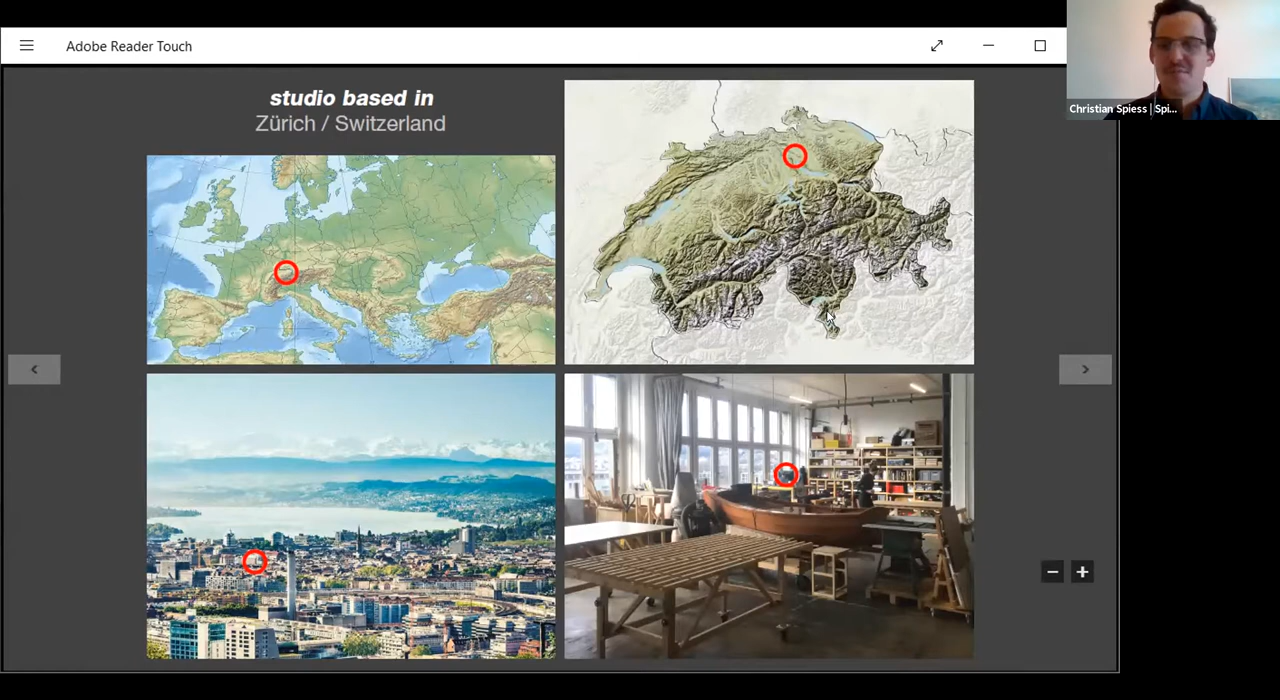 Adobe Reader Touch
Christian Spiess | Spi...
studio based in
Zürich / Switzerland